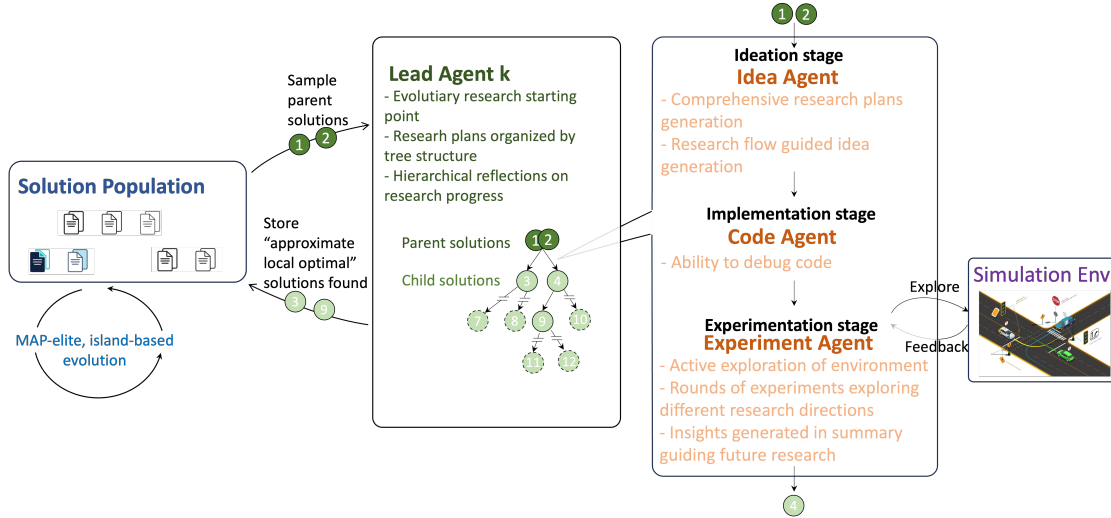 Solution Population
MAP-elite, island-based
evolution
Sample
parent
solutions
1
2
Store
“approximate
local optimal”
solutions found
3
9
Lead Agent k
- Evolutiary research starting
point
- Researh plans organized by
tree structure
- Hierarchical reflections on
research progress
Parent solutions
1 2
Child solutions
3
4
7
8
9
10
11
12
1 2
Ideation stage
Idea Agent
- Comprehensive research plans
generation
- Research flow guided idea
generation
Implementation stage
Code Agent
- Ability to debug code
Experimentation stage
Experiment Agent
- Active exploration of environment
- Rounds of experiments exploring
different research directions
- Insights generated in summary
guiding future research
4
Explore
Feedback
Simulation Env